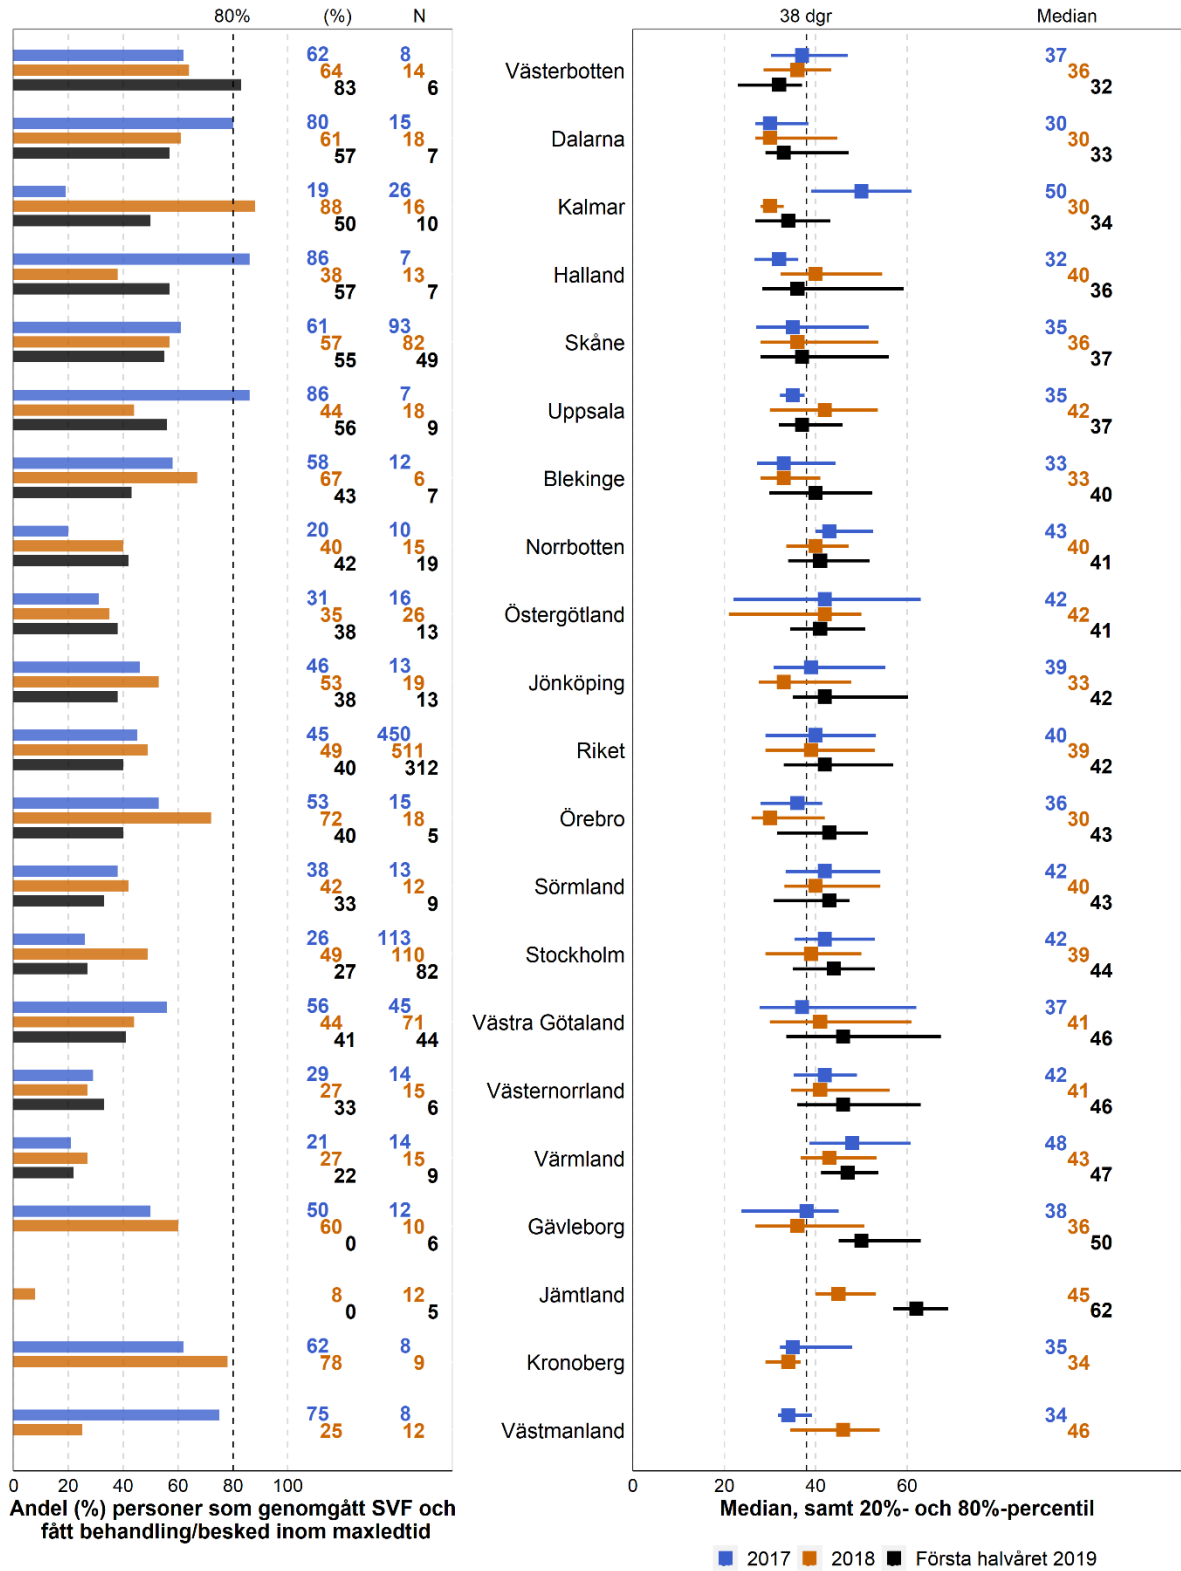 80% (%) N 38 dgr Median
62 8 37
64 14 Västerbotten 36
83 6 32
80 15 30
61 18 Dalarna 30
57 7 33
19 26 50
88 16 Kalmar 30
50 10 34
86 7 32
38 13 Halland 40
57 7 36
61 93 35
57 82 Skåne 36
55 49 37
86 7 35
44 18 Uppsala 42
56 9 37
58 12 33
67 6 Blekinge 33
43 7 40
20 10 43
40 15 Norrbotten 40
42 19 41
31 16 42
35 26 Östergötland 42
38 13 41
46 13 39
53 19 Jönköping 33
38 13 42
45 450 40
49 511 Riket 39
40 312 42
53 15 36
72 18 Örebro 30
40 5 43
38 13 42
42 12 Sörmland 40
33 9 43
26 113 42
49 110 Stockholm 39
27 82 44
56 45 37
44 71 Västra Götaland 41
41 44 46
29 14 42
27 15 Västernorrland 41
33 6 46
21 14 48
27 15 Värmland 43
22 9 47
50 12 38
60 10 Gävleborg 36
0 6 50
8 12 Jämtland 45
0 5 62
62 8 35
78 9 Kronoberg 34
75 8 34
25 12 Västmanland 46
0 20 40 60 80 100 0 20 40 60
Andel (%) personer som genomgått SVF och
fått behandling/besked inom maxledtid
Median, samt 20%- och 80%-percentil
2017 2018 Första halvåret 2019